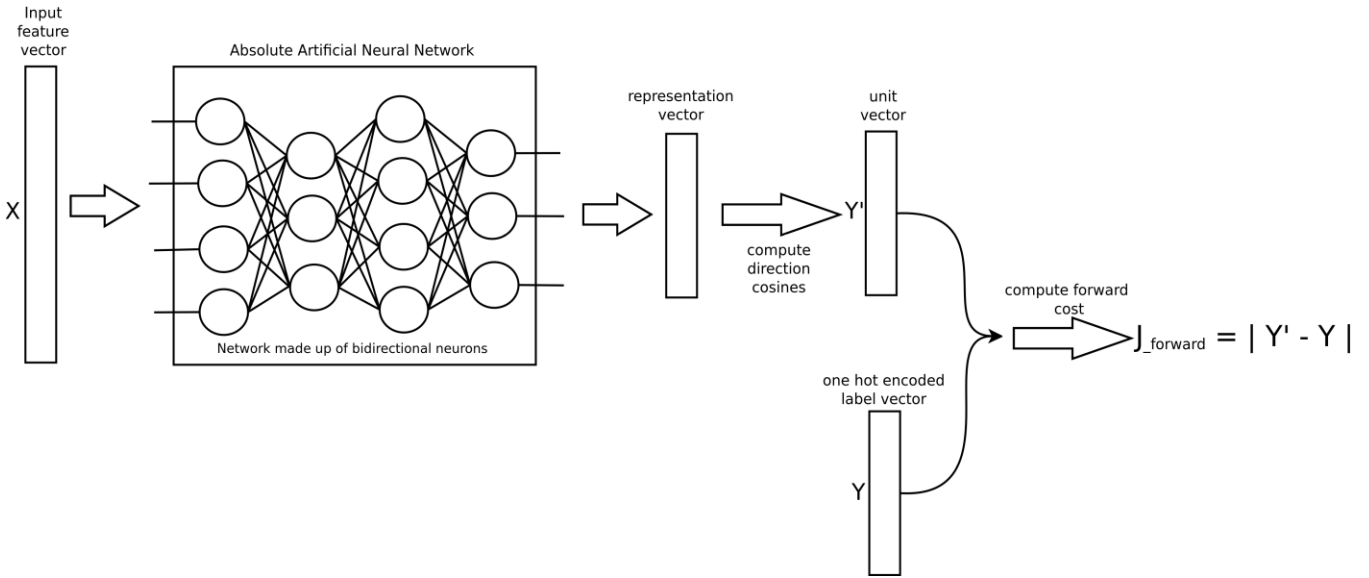 Input
feature
vector
X
Absolute Artificial Neural Network
Network made up of bidirectional neurons
representation
vector
compute
direction
cosines
unit
vector
Y'
one hot encoded
label vector
Y
compute forward
cost
J_forward = | Y' - Y |